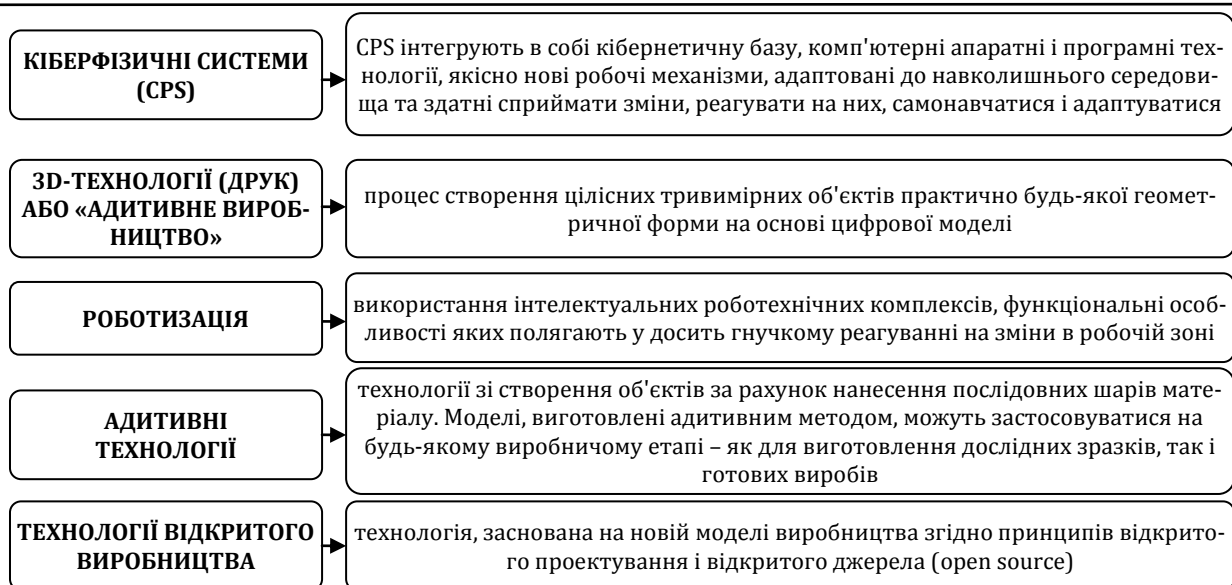 КІБЕРФІЗИЧНІ СИСТЕМИ
(CPS)
CPS інтегрують в собі кібернетичну базу, комп'ютерні апаратні і програмні тех-
нології, якісно нові робочі механізми, адаптовані до навколишнього середови-
ща та здатні сприймати зміни, реагувати на них, самонавчатися і адаптуватися
3D-ТЕХНОЛОГІЇ (ДРУК)
АБО «АДИТИВНЕ ВИРОБ-
НИЦТВО»
процес створення цілісних тривимірних об'єктів практично будь-якої геомет-
ричної форми на основі цифрової моделі
РОБОТИЗАЦІЯ
використання інтелектуальних роботехнічних комплексів, функціональні особ-
ливості яких полягають у досить гнучкому реагуванні на зміни в робочій зоні
АДИТИВНІ
ТЕХНОЛОГІЇ
технології зі створення об'єктів за рахунок нанесення послідовних шарів мате-
ріалу. Моделі, виготовлені адитивним методом, можуть застосовуватися на
будь-якому виробничому етапі – як для виготовлення дослідних зразків, так і
готових виробів
ТЕХНОЛОГІЇ ВІДКРИТОГО
ВИРОБНИЦТВА
технологія, заснована на новій моделі виробництва згідно принципів відкрито-
го проектування і відкритого джерела (open source)